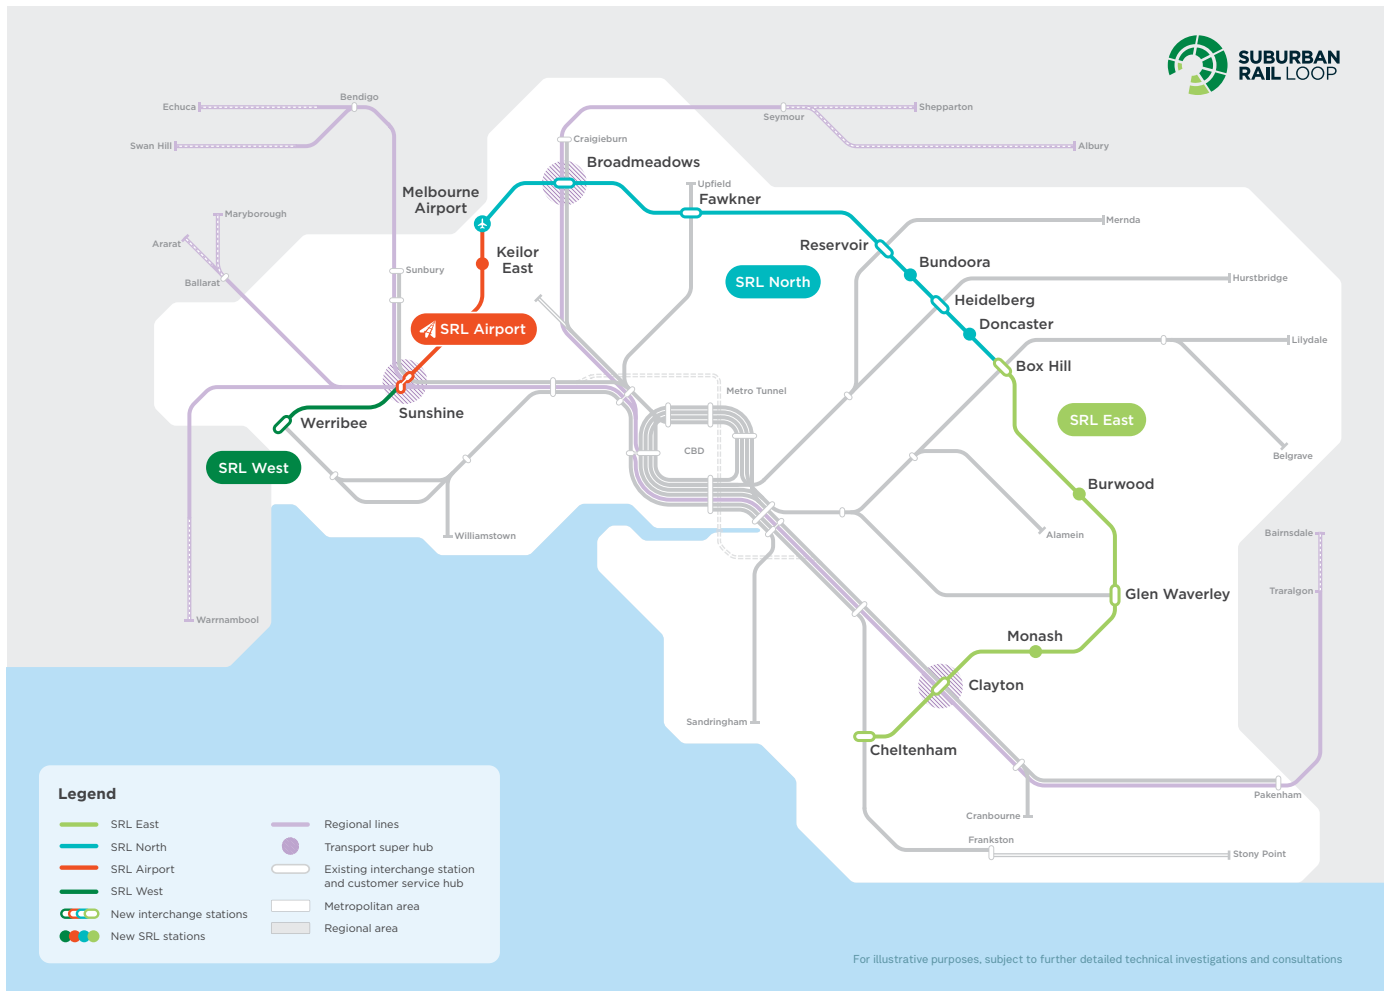 SUBURBAN
RAIL LOOP
Echuca
Bendigo
Swan Hill
Shepparton
Seymour
Albury
Craigieburn
Broadmeadows
Melbourne
Airport
Upfield
Fawkner
Maryborough
Ararat
Ballarat
Sunbury
Keilor
East
Reservoir
Mernda
Bundoora
SRL North
Heidelberg
Hurstbridge
Doncaster
SRL Airport
Box Hill
Lilydale
Metro Tunnel
Sunshine
Werribee
SRL East
CBD
Belgrave
SRL West
Burwood
Williamstown
Alamein
Bairnsdale
Traralgon
Glen Waverley
Warrnambool
Monash
Clayton
Sandringham
Cheltenham
Pakenham
Cranbourne
Frankston
Stony Point
Legend
SRL East
SRL North
SRL Airport
SRL West
New interchange stations
New SRL stations
Regional lines
Transport super hub
Existing interchange station
and customer service hub
Metropolitan area
Regional area
For illustrative purposes, subject to further detailed technical investigations and consultations